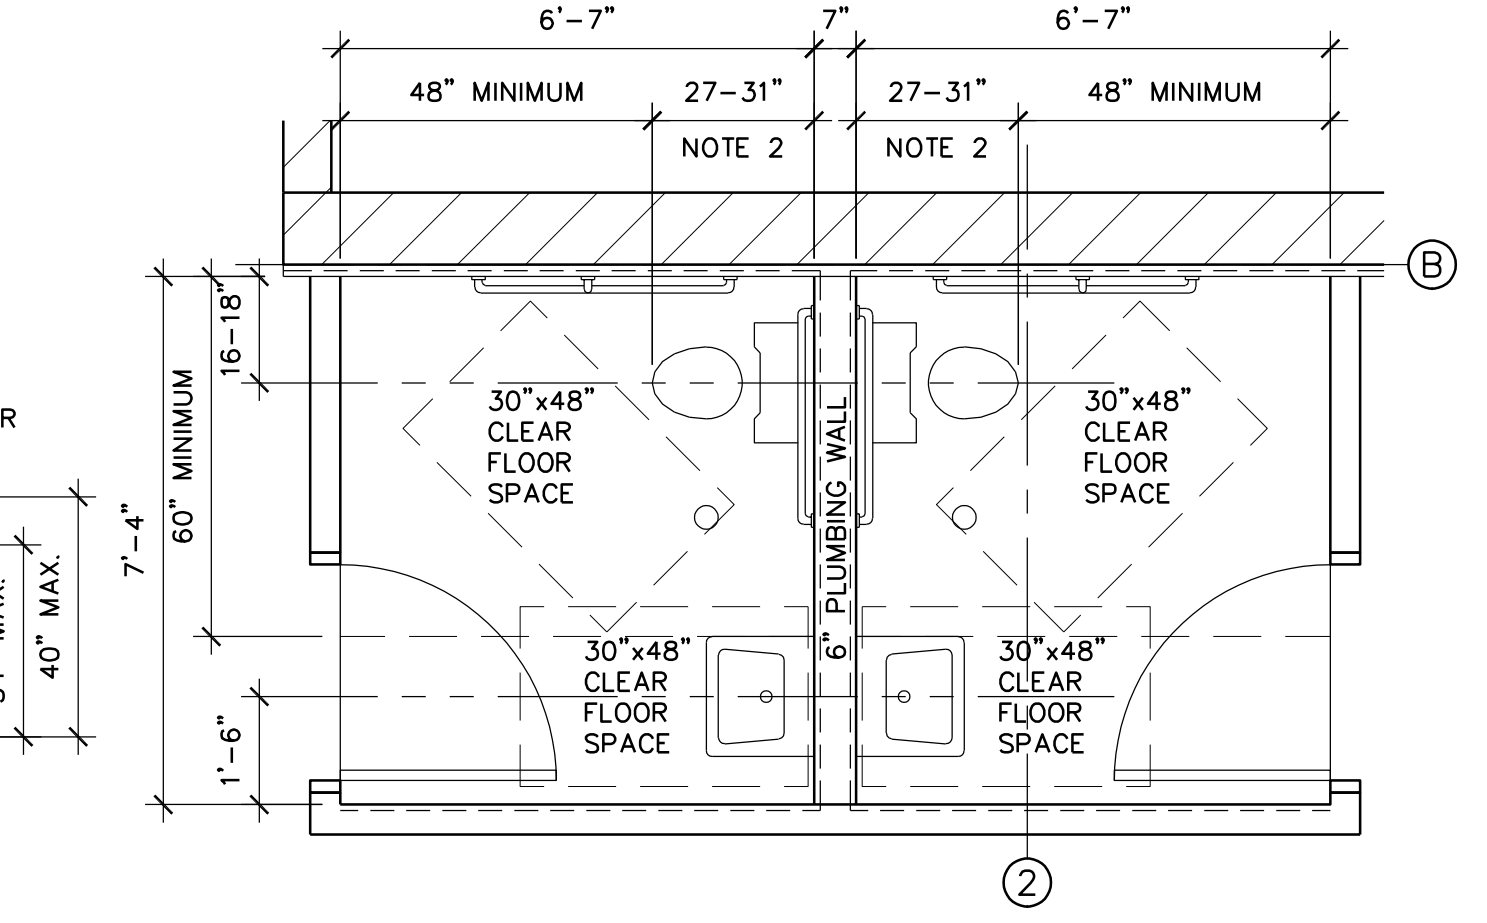 6'-7"
7"
6'-7"
48" MINIMUM
27-31"
27-31"
48" MINIMUM
NOTE 2
NOTE 2
B
16-18"
60" MINIMUM
7'-4"
1'-6"
R
40" MAX.
MAX.
30"x48"
CLEAR
FLOOR
SPACE
30"x48"
CLEAR
FLOOR
SPACE
6" PLUMBING WALL
30"x48"
CLEAR
FLOOR
SPACE
30"x48"
CLEAR
FLOOR
SPACE
2